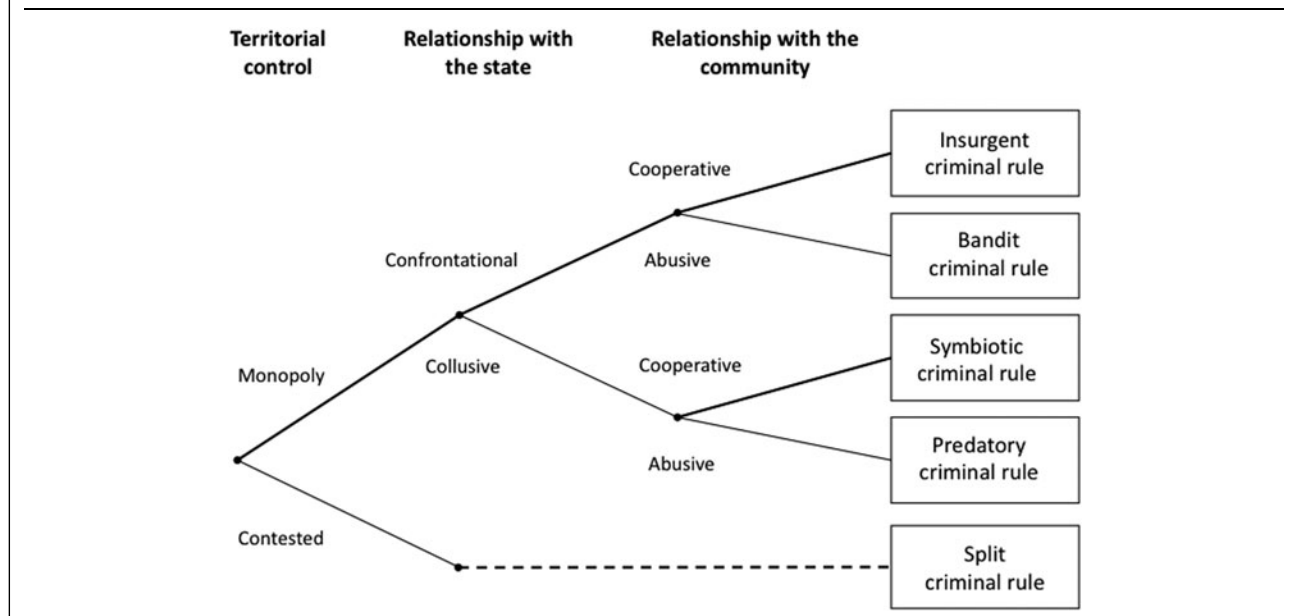 Territorial
control
Relationship with
the state
Relationship with the
community
Insurgent
criminal rule
Cooperative
Bandit
criminal rule
Confrontational
Abusive
Symbiotic
criminal rule
Monopoly
Collusive
Cooperative
Predatory
criminal rule
Abusive
Contested
Split
criminal rule